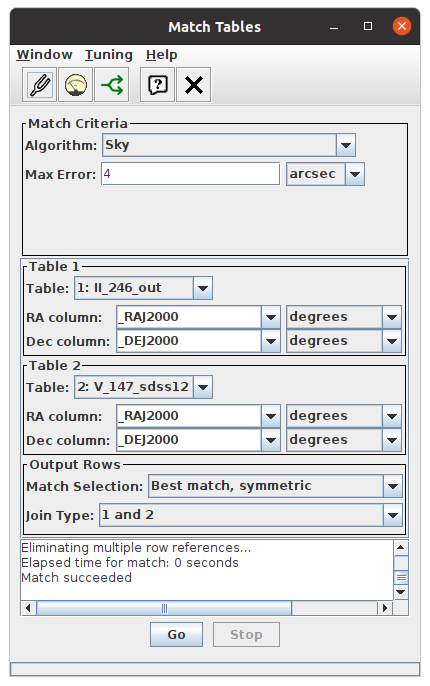 Match Tables
Window Tuning Help
Match Criteria
Algorithm: Sky
Max Error: 4 arcsec
Table 1
Table: 1: II_246_out
RA column: _RAJ2000 degrees
Dec column: _DEJ2000 degrees
Table 2
Table: 2: V_147_sdss12
RA column: _RAJ2000 degrees
Dec column: _DEJ2000 degrees
Output Rows
Match Selection: Best match, symmetric
Join Type: 1 and 2
Eliminating multiple row references...
Elapsed time for match: 0 seconds
Match succeeded
Go Stop